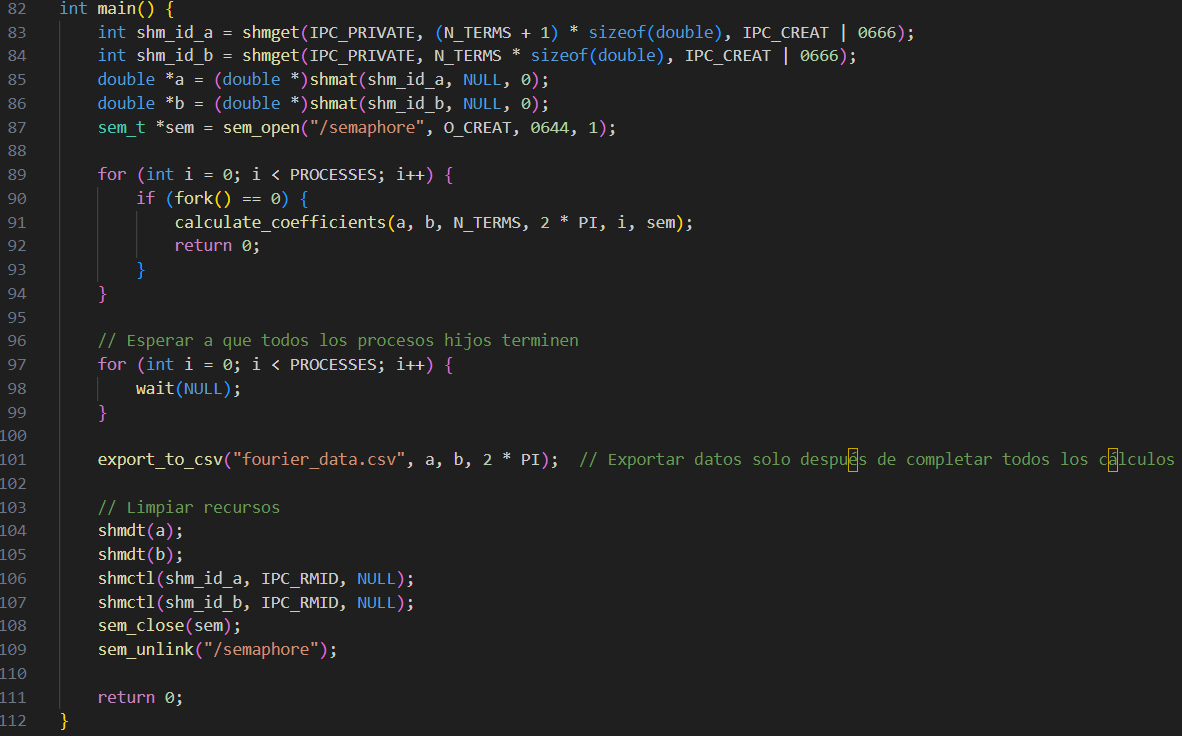 82 int main() {
83     int shm_id_a = shmget(IPC_PRIVATE, (N_TERMS + 1) * sizeof(double), IPC_CREAT | 0666);
84     int shm_id_b = shmget(IPC_PRIVATE, N_TERMS * sizeof(double), IPC_CREAT | 0666);
85     double *a = (double *)shmat(shm_id_a, NULL, 0);
86     double *b = (double *)shmat(shm_id_b, NULL, 0);
87     sem_t *sem = sem_open("/semaphore", O_CREAT, 0644, 1);
88
89     for (int i = 0; i < PROCESSES; i++) {
90         if (fork() == 0) {
91             calculate_coefficients(a, b, N_TERMS, 2 * PI, i, sem);
92             return 0;
93         }
94     }
95
96     // Esperar a que todos los procesos hijos terminen
97     for (int i = 0; i < PROCESSES; i++) {
98         wait(NULL);
99     }
100
101     export_to_csv("fourier_data.csv", a, b, 2 * PI);  // Exportar datos solo después de completar todos los cálculos
102
103     // Limpiar recursos
104     shmdt(a);
105     shmdt(b);
106     shmctl(shm_id_a, IPC_RMID, NULL);
107     shmctl(shm_id_b, IPC_RMID, NULL);
108     sem_close(sem);
109     sem_unlink("/semaphore");
110
111     return 0;
112 }